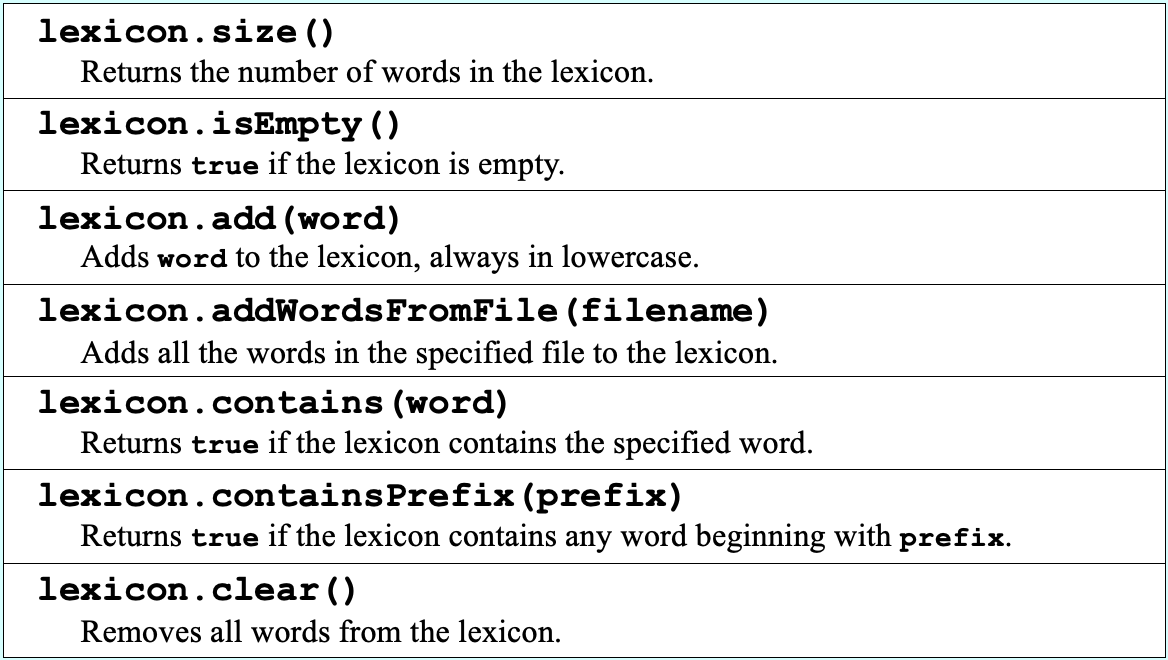 lexicon.size()
Returns the number of words in the lexicon.
lexicon.isEmpty()
Returns true if the lexicon is empty.
lexicon.add(word)
Adds word to the lexicon, always in lowercase.
lexicon.addWordsFromFile(filename)
Adds all the words in the specified file to the lexicon.
lexicon.contains(word)
Returns true if the lexicon contains the specified word.
lexicon.containsPrefix(prefix)
Returns true if the lexicon contains any word beginning with prefix.
lexicon.clear()
Removes all words from the lexicon.